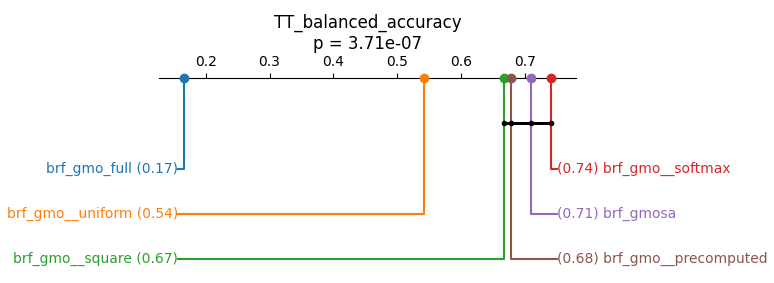 TT_balanced_accuracy
p = 3.71e-07
0.2 0.3 0.4 0.5 0.6 0.7
brf_gmo_full (0.17) (0.74) brf_gmo__softmax
brf_gmo__uniform (0.54) (0.71) brf_gmosa
brf_gmo__square (0.67) (0.68) brf_gmo__precomputed